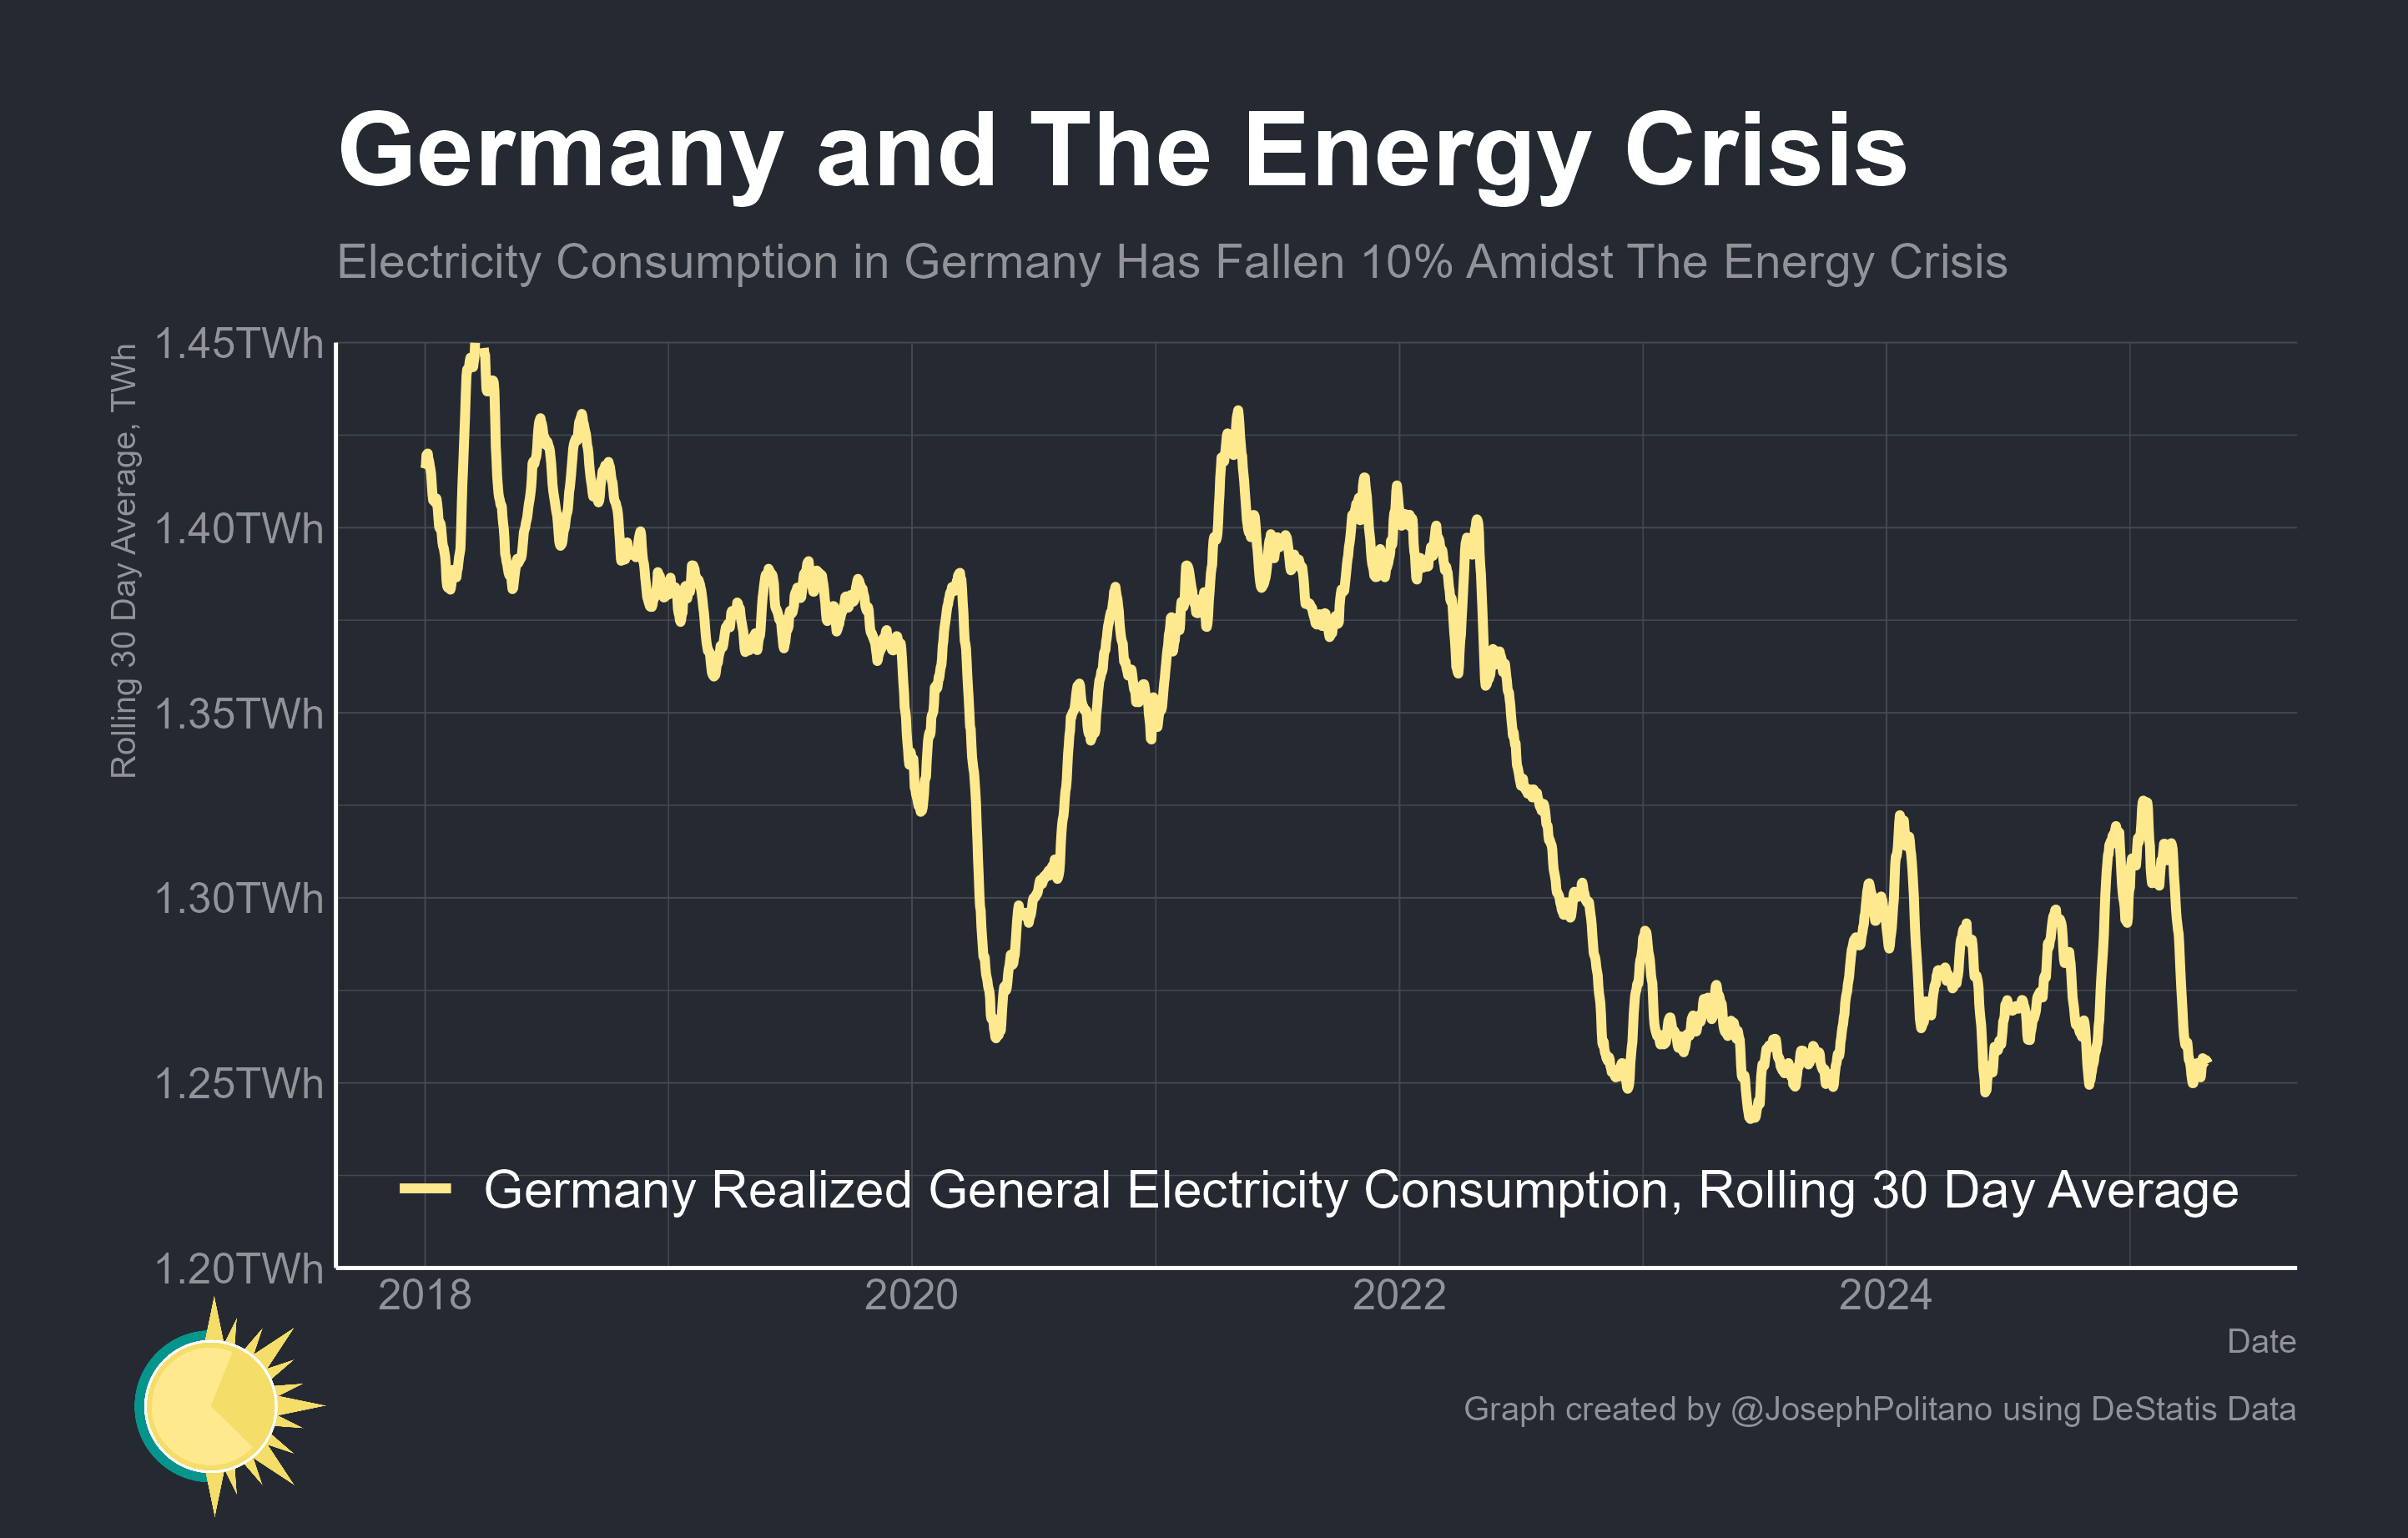 Germany and The Energy Crisis
Electricity Consumption in Germany Has Fallen 10% Amidst The Energy Crisis
Rolling 30 Day Average, TWh
1.45TWh
1.40TWh
1.35TWh
1.30TWh
1.25TWh
1.20TWh
Germany Realized General Electricity Consumption, Rolling 30 Day Average
2018 2020 2022 2024
Date
Graph created by @JosephPolitano using DeStatis Data